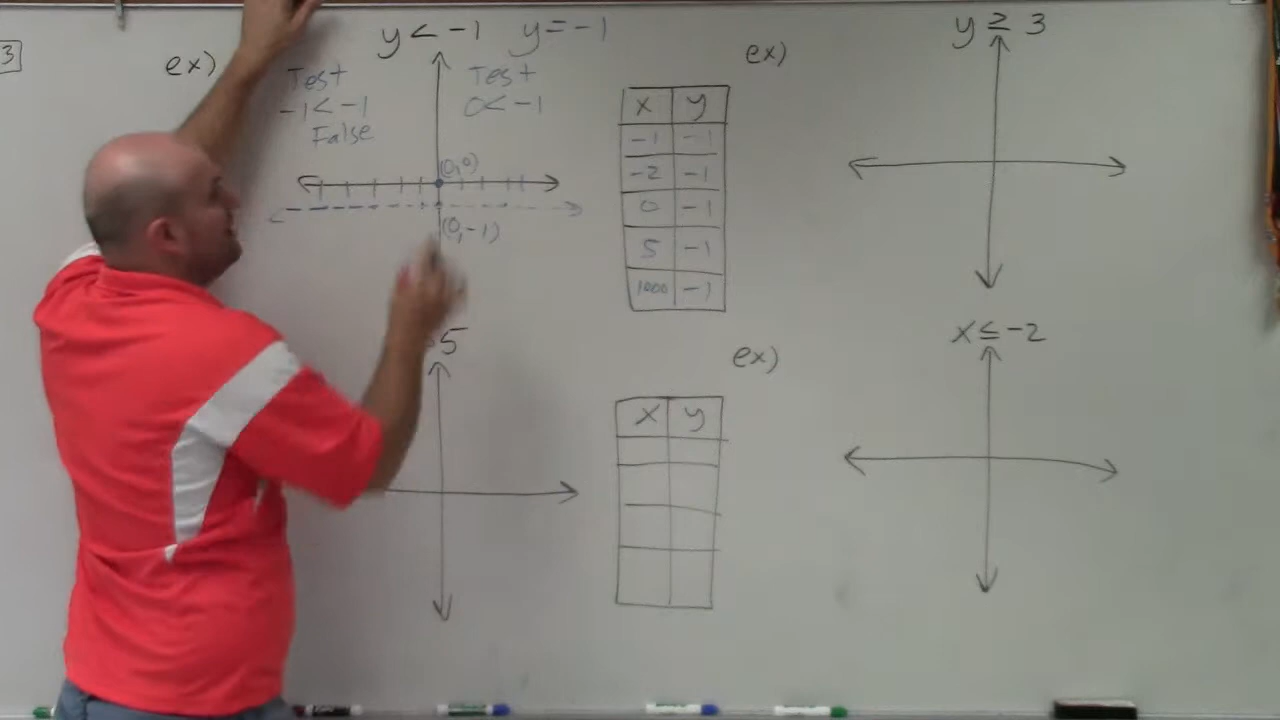 3
ex)
y < -1 y = -1
Test
-1 < -1
False
Test
0 < -1
(0,0)
(0,-1)
x y
-1 -1
-2 -1
0 -1
5 -1
1000 -1
ex)
y ≥ 3
5
ex)
x y
x ≤ -2